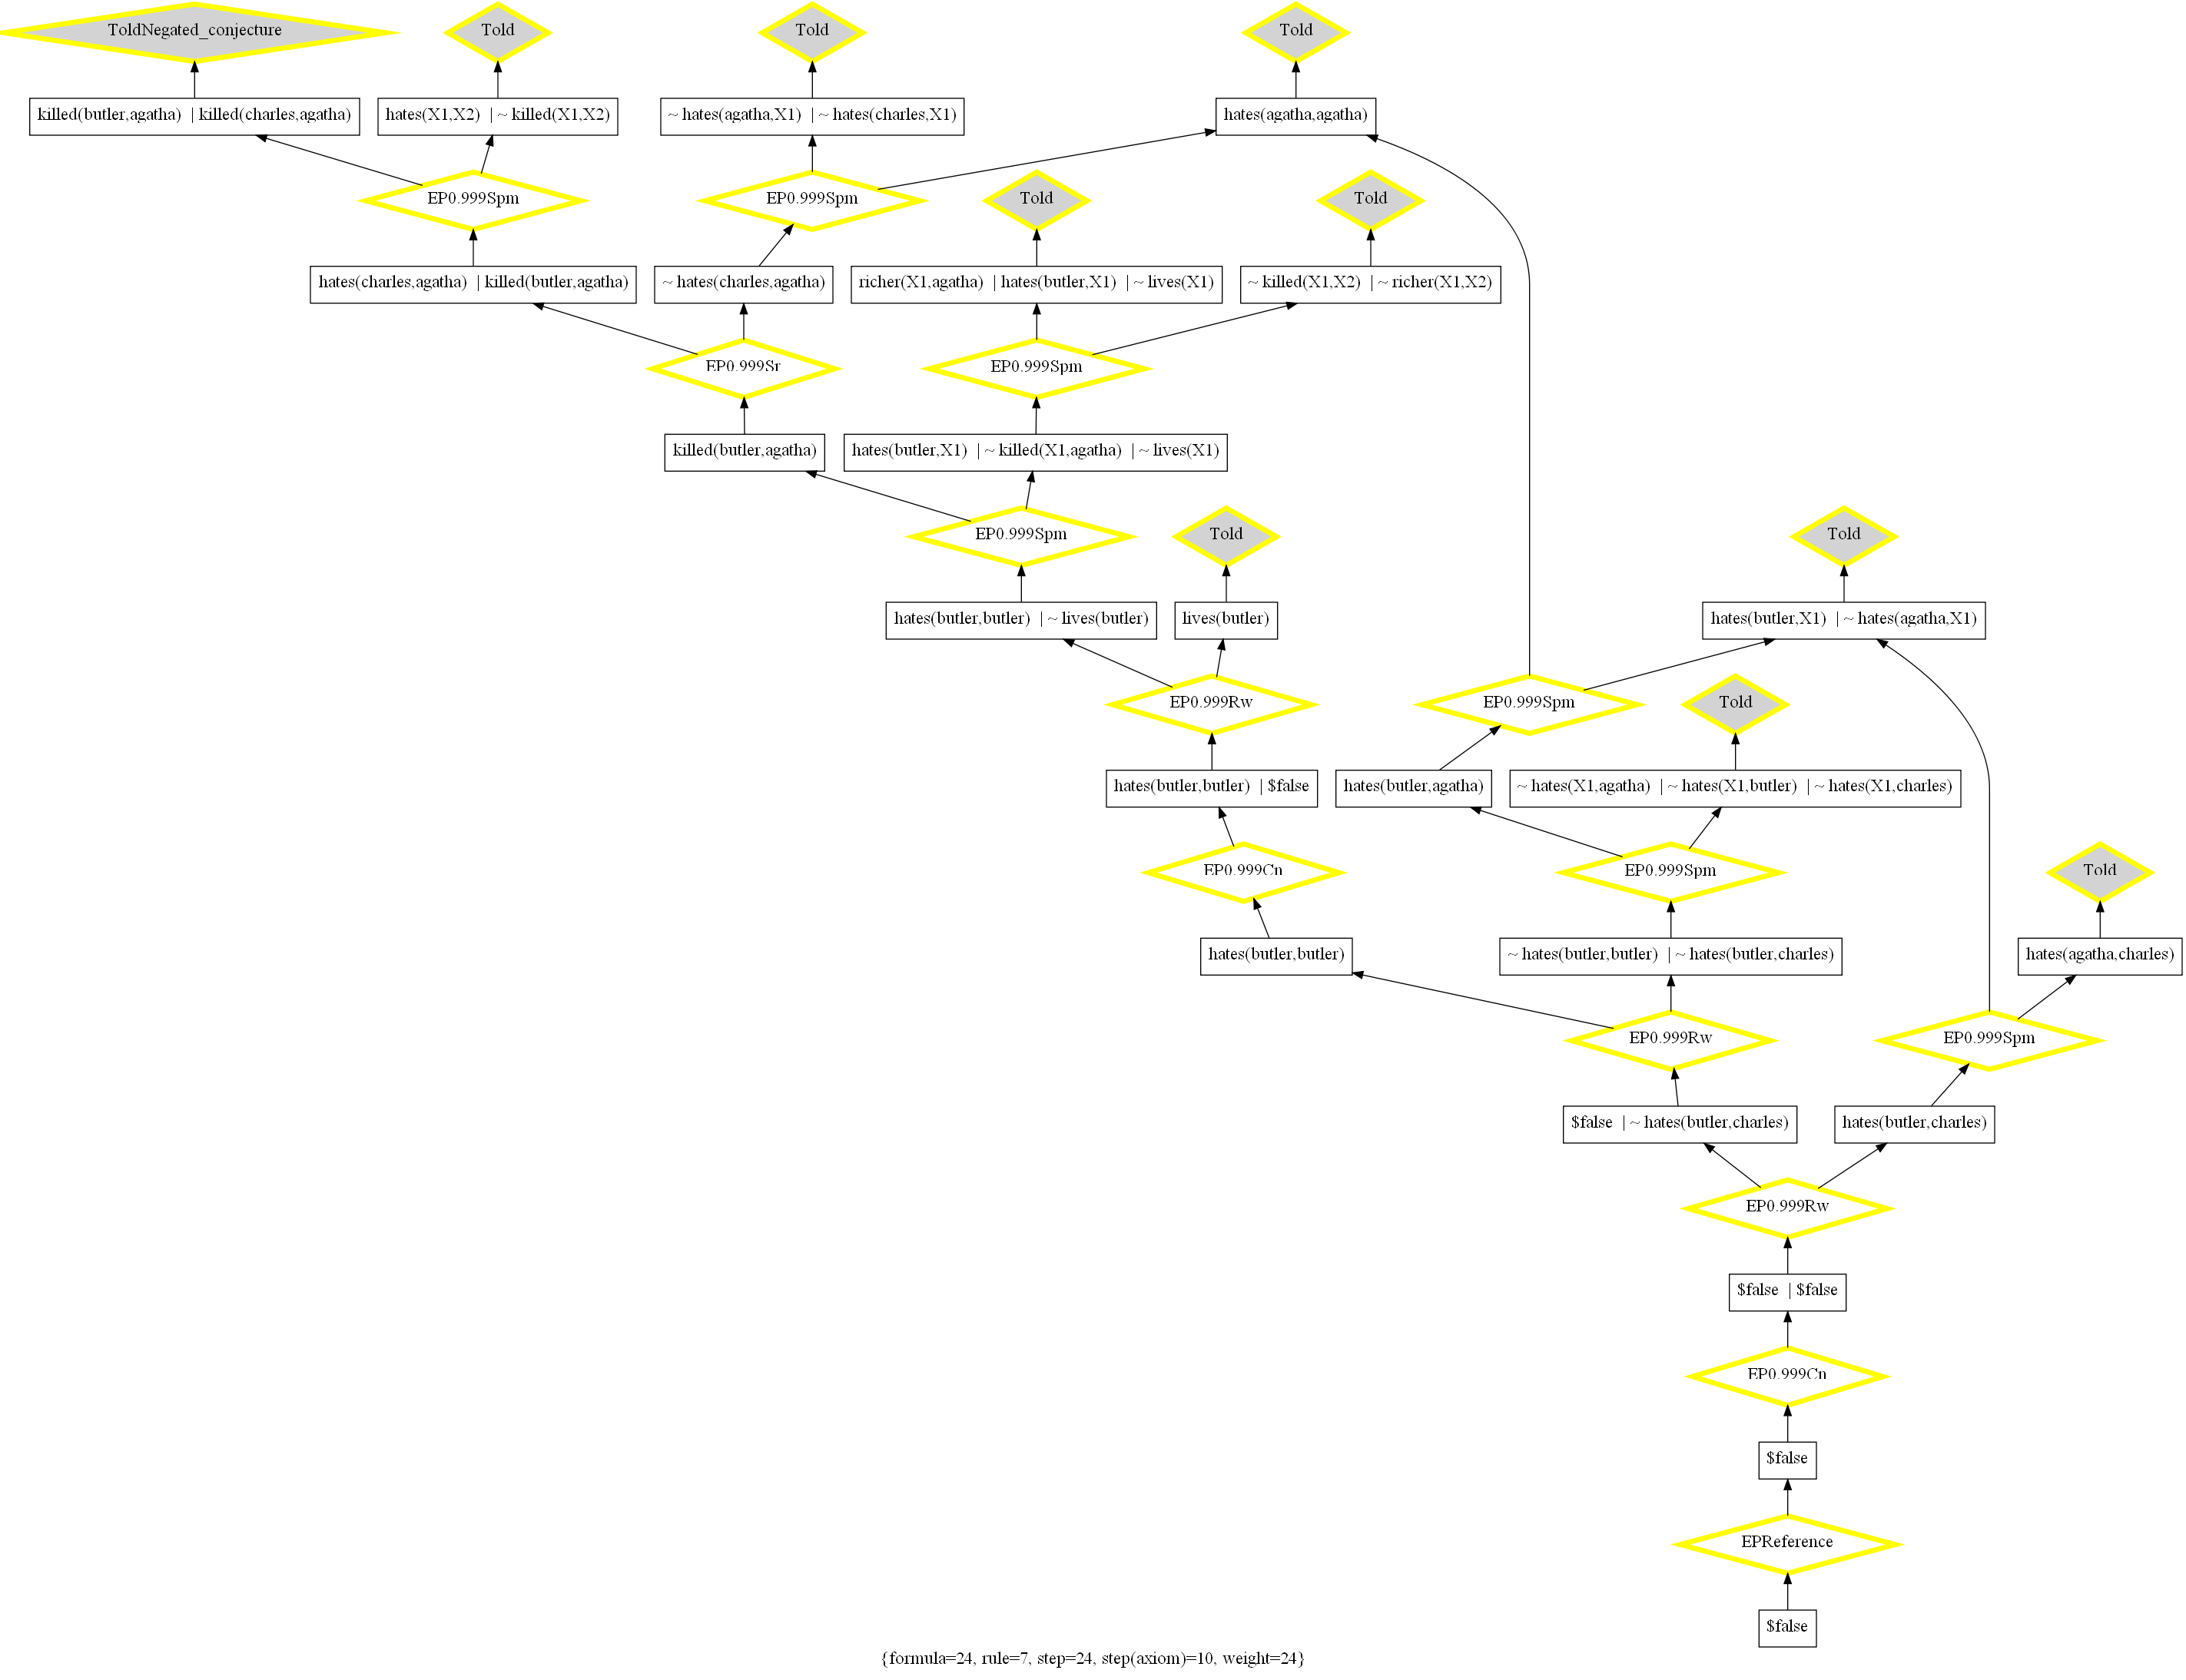 ToldNegated_conjecture
Told
Told
Told
killed(butler,agatha) | killed(charles,agatha)
hates(X1,X2) | ~ killed(X1,X2)
~ hates(agatha,X1) | ~ hates(charles,X1)
hates(agatha,agatha)
EP0.999Spm
EP0.999Spm
Told
Told
hates(charles,agatha) | killed(butler,agatha)
~ hates(charles,agatha)
richer(X1,agatha) | hates(butler,X1) | ~ lives(X1)
~ killed(X1,X2) | ~ richer(X1,X2)
EP0.999Sr
EP0.999Spm
killed(butler,agatha)
hates(butler,X1) | ~ killed(X1,agatha) | ~ lives(X1)
EP0.999Spm
Told
Told
hates(butler,butler) | ~ lives(butler)
lives(butler)
hates(butler,X1) | ~ hates(agatha,X1)
EP0.999Rw
EP0.999Spm
Told
hates(butler,butler) | $false
hates(butler,agatha)
~ hates(X1,agatha) | ~ hates(X1,butler) | ~ hates(X1,charles)
EP0.999Cn
EP0.999Spm
Told
hates(butler,butler)
~ hates(butler,butler) | ~ hates(butler,charles)
hates(agatha,charles)
EP0.999Rw
EP0.999Spm
$false | ~ hates(butler,charles)
hates(butler,charles)
EP0.999Rw
$false | $false
EP0.999Cn
$false
EPReference
$false
{formula=24, rule=7, step=24, step(axiom)=10, weight=24}